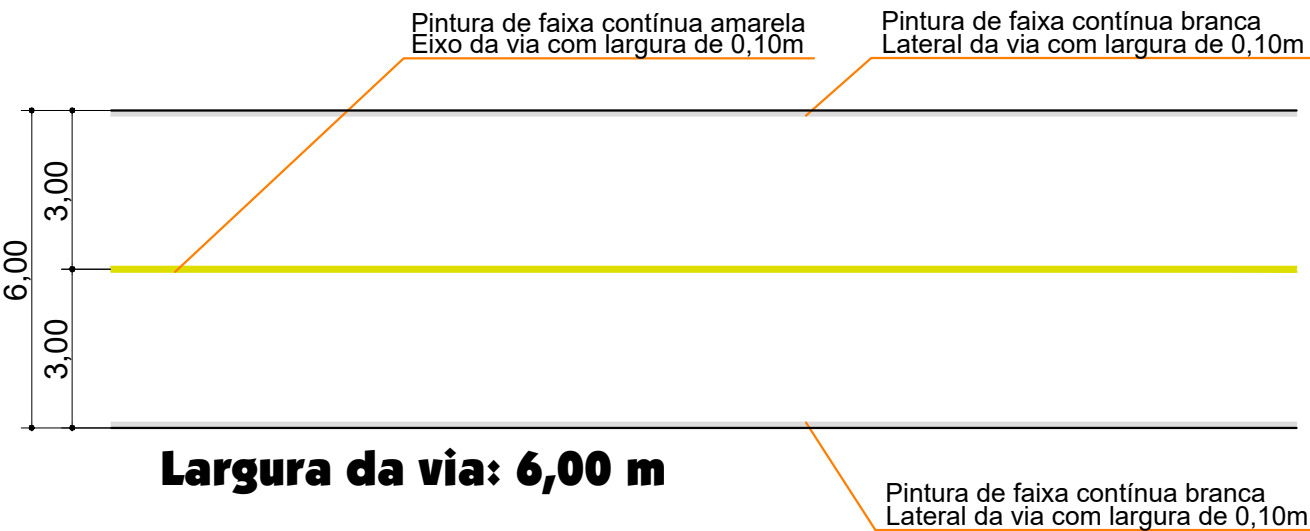 Pintura de faixa contínua amarela
Eixo da via com largura de 0,10m
Pintura de faixa contínua branca
Lateral da via com largura de 0,10m
3,00
6,00
3,00
Largura da via: 6,00 m
Pintura de faixa contínua branca
Lateral da via com largura de 0,10m